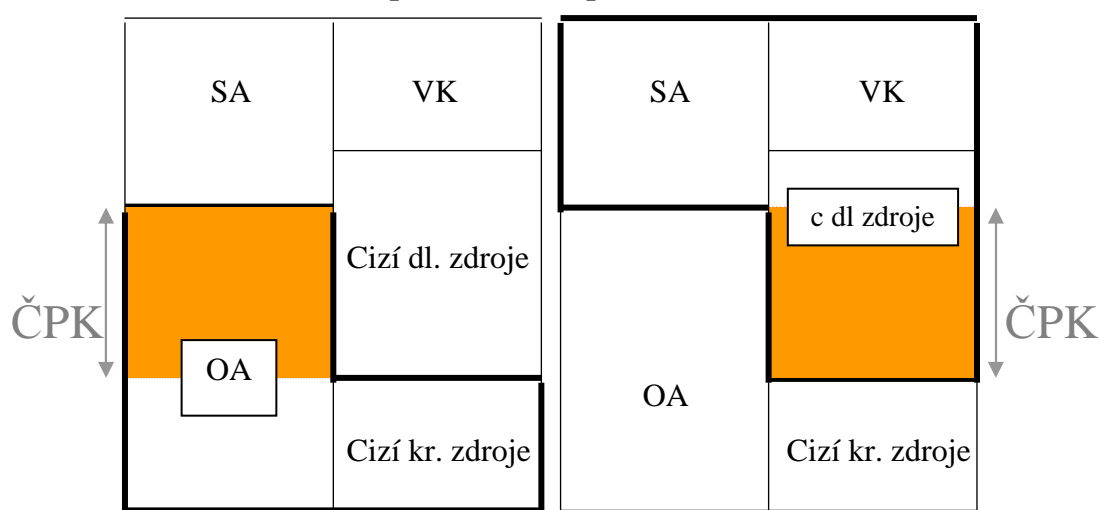 SA
VK
Cizí dl. zdroje
ČPK
OA
Cizí kr. zdroje
SA
VK
c dl zdroje
ČPK
OA
Cizí kr. zdroje